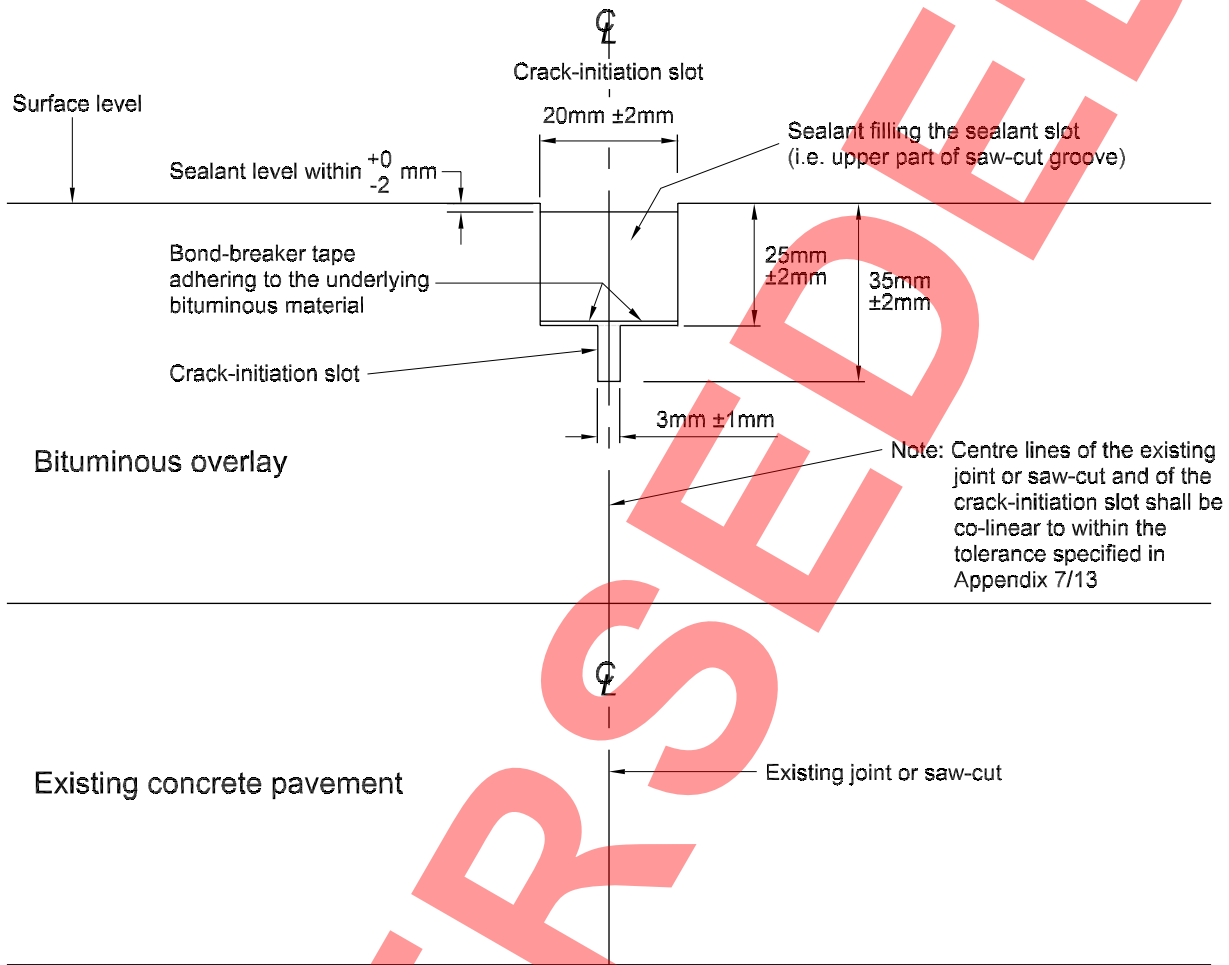 ℄
Crack-initiation slot
Surface level
20mm ±2mm
Sealant filling the sealant slot
(i.e. upper part of saw-cut groove)
Sealant level within +0 -2 mm
Bond-breaker tape
adhering to the underlying
bituminous material
25mm
±2mm
35mm
±2mm
Crack-initiation slot
3mm ±1mm
Bituminous overlay
Note: Centre lines of the existing
joint or saw-cut and of the
crack-initiation slot shall be
co-linear to within the
tolerance specified in
Appendix 7/13
℄
Existing concrete pavement
Existing joint or saw-cut
ERSEDED